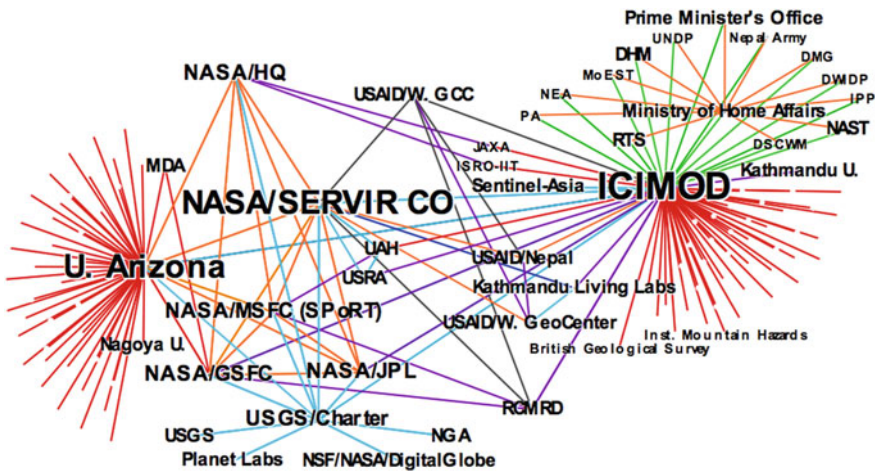 Prime Minister's Office
UNDP
Nepal Army
DHM
DMG
NASA/HQ
MoEST
DWIDP
USAID/W. GCC
NEA
IPP
Ministry of Home Affairs
PA
NAST
RTS
DSCWM
JAXA
MDA
ISRO-IIT
Kathmandu U.
Sentinel-Asia
ICIMOD
NASA/SERVIR CO
UAH
USAID/Nepal
U. Arizona
USRA
Kathmandu Living Labs
NASA/MSFC (SPoRT)
USAID/W. GeoCenter
Inst. Mountain Hazards
Nagoya U.
British Geological Survey
NASA/GSFC
NASA/JPL
RCMRD
USGS/Charter
USGS
NGA
Planet Labs
NSF/NASA/DigitalGlobe